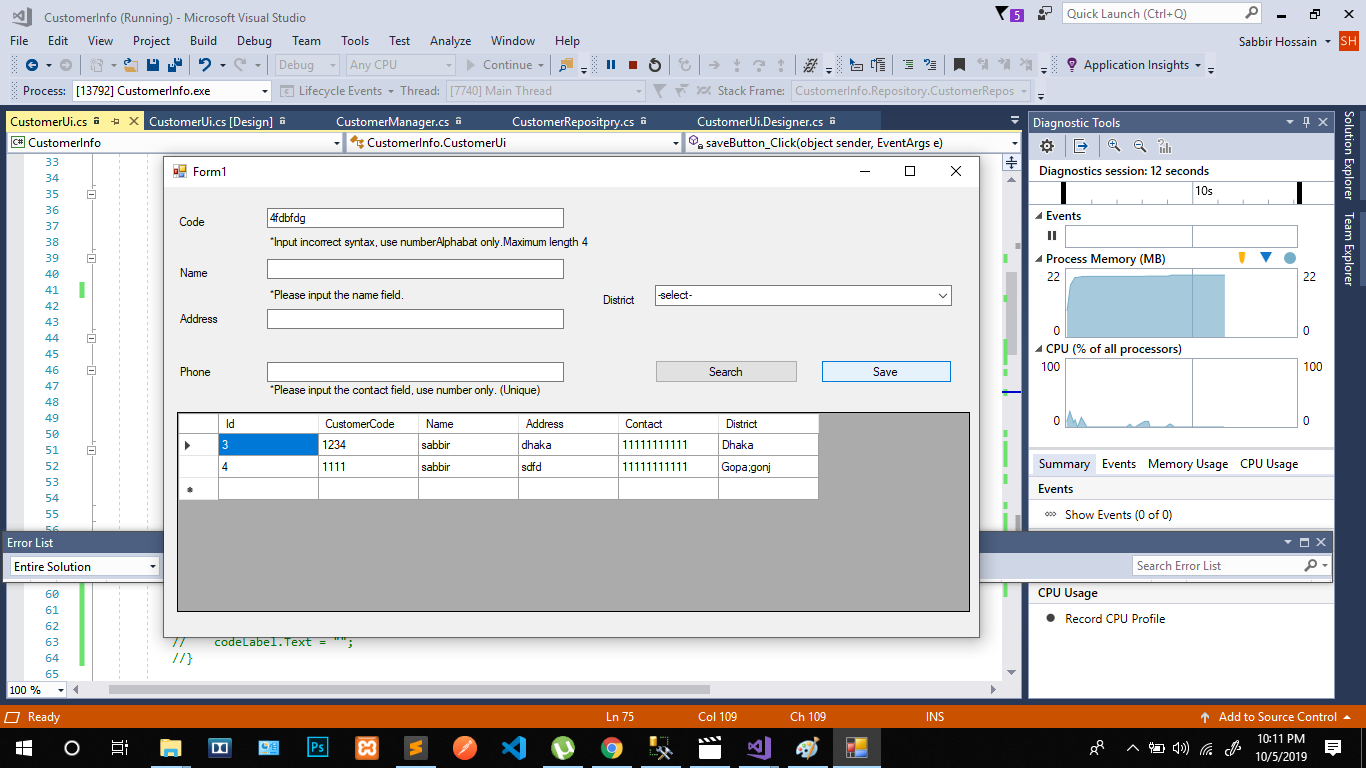 CustomerInfo (Running) - Microsoft Visual Studio
5
Quick Launch (Ctrl+Q)
File Edit View Project Build Debug Team Tools Test Analyze Window Help
Sabbir Hossain
SH
Debug Any CPU Continue Application Insights
Process: [13792] CustomerInfo.exe Lifecycle Events Thread: [7740] Main Thread Stack Frame: CustomerInfo.Repository.CustomerRepos
CustomerUi.cs CustomerUi.cs [Design] CustomerManager.cs CustomerRepositpry.cs CustomerUi.Designer.cs
C# CustomerInfo CustomerInfo.CustomerUi saveButton_Click(object sender, EventArgs e)
33
34
35
36
37
38
39
40
41
42
43
44
45
46
47
48
49
50
51
52
53
54
55
56
Form1
Code 4fdbfdg
*Input incorrect syntax, use numberAlphabat only.Maximum length 4
Name
*Please input the name field.
District -select-
Address
Phone
Search Save
*Please input the contact field, use number only. (Unique)
Id CustomerCode Name Address Contact District
3 1234 sabbir dhaka 11111111111 Dhaka
4 1111 sabbir sdfd 11111111111 Gopa;gonj
*
Error List
Entire Solution
Search Error List
60
61
62
63 // codeLabel.Text = "";
64 //}
65
100 %
Diagnostic Tools
Diagnostics session: 12 seconds
10s
Events
Process Memory (MB)
22 22
0 0
CPU (% of all processors)
100 100
0 0
Summary Events Memory Usage CPU Usage
Events
Show Events (0 of 0)
CPU Usage
Record CPU Profile
Solution Explorer
Team Explorer
Ready Ln 75 Col 109 Ch 109 INS Add to Source Control
Ps
10:11 PM
10/5/2019